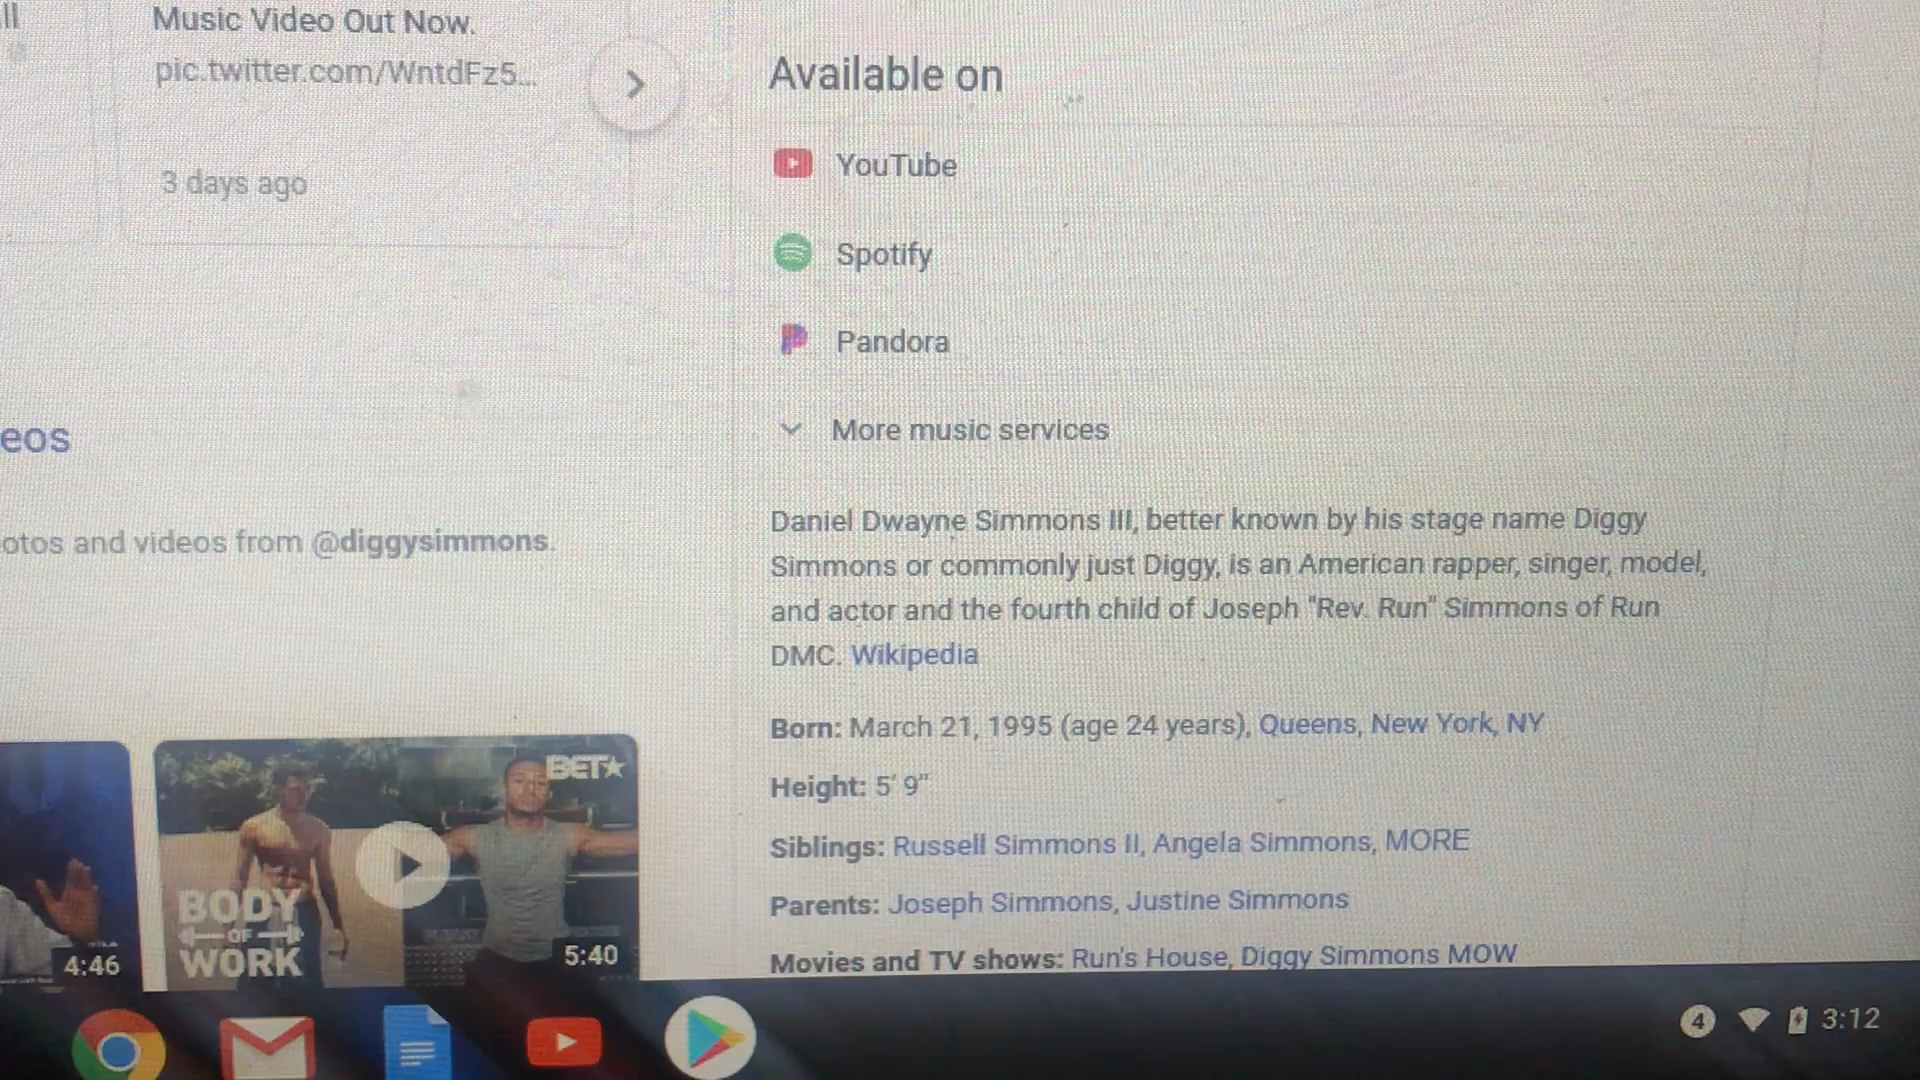 ll
Music Video Out Now.
pic.twitter.com/WntdFz5...
3 days ago
eos
otos and videos from @diggysimmons.
4:46
BET
BODY
OF
WORK
5:40
Available on
YouTube
Spotify
Pandora
More music services
Daniel Dwayne Simmons III, better known by his stage name Diggy
Simmons or commonly just Diggy, is an American rapper, singer, model,
and actor and the fourth child of Joseph "Rev. Run" Simmons of Run
DMC. Wikipedia
Born: March 21, 1995 (age 24 years), Queens, New York, NY
Height: 5' 9"
Siblings: Russell Simmons II, Angela Simmons, MORE
Parents: Joseph Simmons, Justine Simmons
Movies and TV shows: Run's House, Diggy Simmons MOW
4
3:12